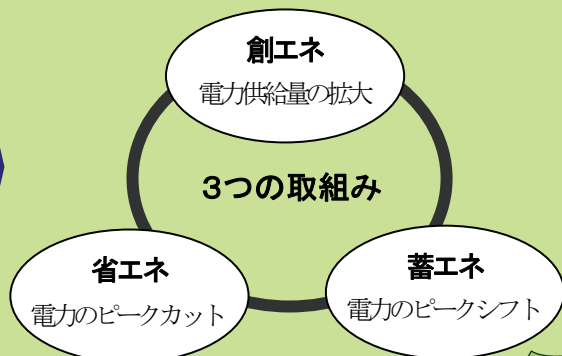 創エネ
電力供給量の拡大
3つの取組み
省エネ
電力のピークカット
蓄エネ
電力のピークシフト